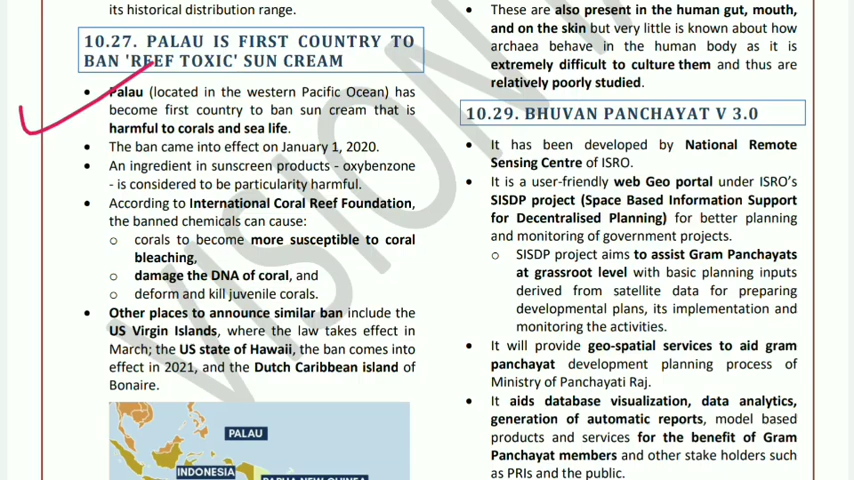 its historical distribution range.
10.27. PALAU IS FIRST COUNTRY TO
BAN 'REEF TOXIC' SUN CREAM
• Palau (located in the western Pacific Ocean) has
become first country to ban sun cream that is
harmful to corals and sea life.
• The ban came into effect on January 1, 2020.
• An ingredient in sunscreen products - oxybenzone
- is considered to be particularly harmful.
• According to International Coral Reef Foundation,
the banned chemicals can cause:
o corals to become more susceptible to coral
bleaching,
o damage the DNA of coral, and
o deform and kill juvenile corals.
• Other places to announce similar ban include the
US Virgin Islands, where the law takes effect in
March; the US state of Hawaii, the ban comes into
effect in 2021, and the Dutch Caribbean island of
Bonaire.
PALAU
INDONESIA
PAPUA NEW GUINEA
• These are also present in the human gut, mouth,
and on the skin but very little is known about how
archaea behave in the human body as it is
extremely difficult to culture them and thus are
relatively poorly studied.
10.29. BHUVAN PANCHAYAT V 3.0
• It has been developed by National Remote
Sensing Centre of ISRO.
• It is a user-friendly web Geo portal under ISRO's
SISDP project (Space Based Information Support
for Decentralised Planning) for better planning
and monitoring of government projects.
o SISDP project aims to assist Gram Panchayats
at grassroot level with basic planning inputs
derived from satellite data for preparing
developmental plans, its implementation and
monitoring the activities.
• It will provide geo-spatial services to aid gram
panchayat development planning process of
Ministry of Panchayati Raj.
• It aids database visualization, data analytics,
generation of automatic reports, model based
products and services for the benefit of Gram
Panchayat members and other stake holders such
as PRIs and the public.
VISION